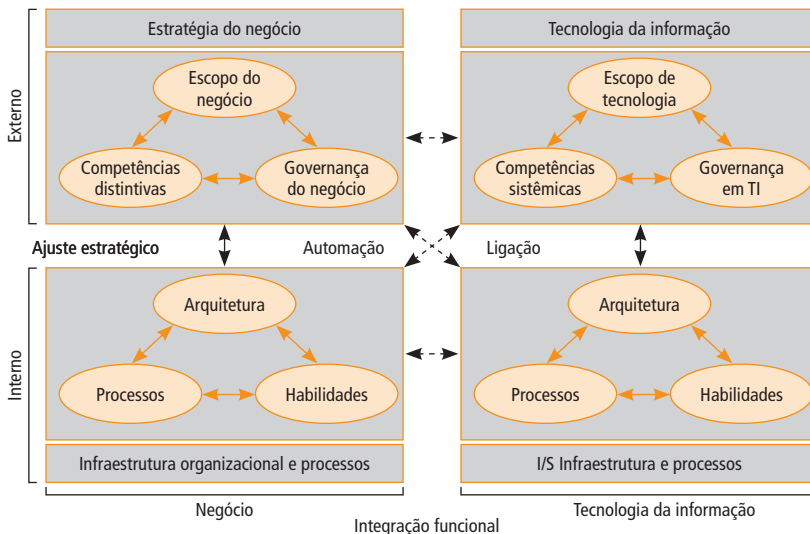 Estratégia do negócio
Tecnologia da informação
Externo
Escopo do
negócio
Competências
distintivas
Governança
do negócio
Escopo de
tecnologia
Competências
sistêmicas
Governança
em TI
Ajuste estratégico
Automação
Ligação
Interno
Arquitetura
Processos
Habilidades
Arquitetura
Processos
Habilidades
Infraestrutura organizacional e processos
I/S Infraestrutura e processos
Negócio
Tecnologia da informação
Integração funcional